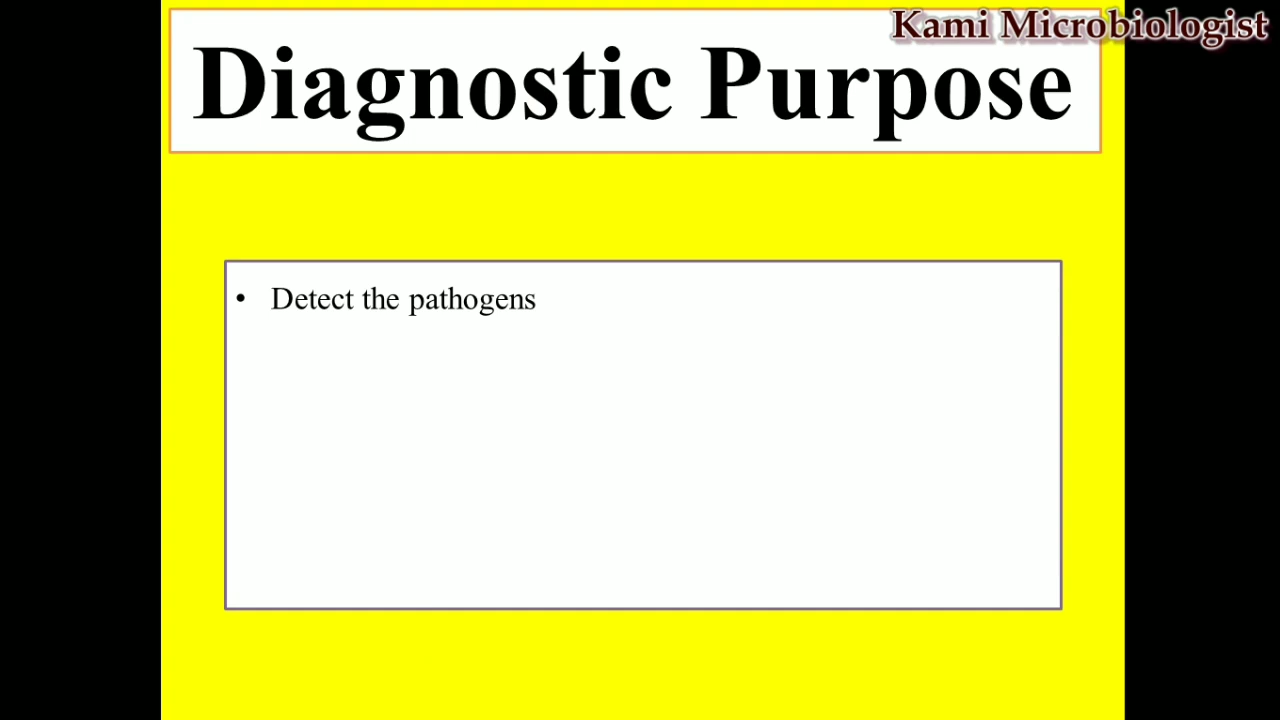 Kami Microbiologist
Diagnostic Purpose
• Detect the pathogens